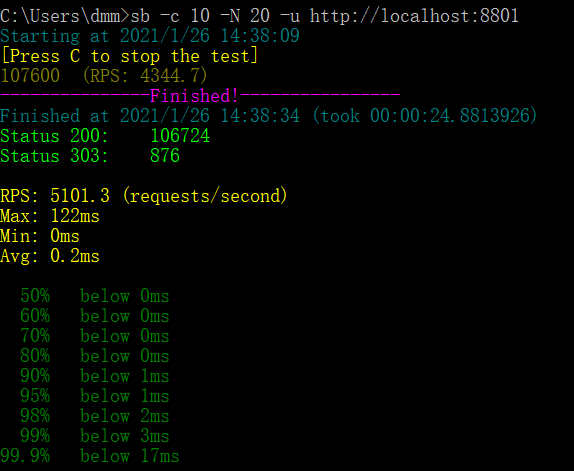 C:\Users\dmm>sb -c 10 -N 20 -u http://localhost:8801
Starting at 2021/1/26 14:38:09
[Press C to stop the test]
107600  (RPS: 4344.7)
---------------Finished!----------------
Finished at 2021/1/26 14:38:34 (took 00:00:24.8813926)
Status 200:    106724
Status 303:    876
RPS: 5101.3 (requests/second)
Max: 122ms
Min: 0ms
Avg: 0.2ms
50%   below 0ms
60%   below 0ms
70%   below 0ms
80%   below 0ms
90%   below 1ms
95%   below 1ms
98%   below 2ms
99%   below 3ms
99.9%   below 17ms